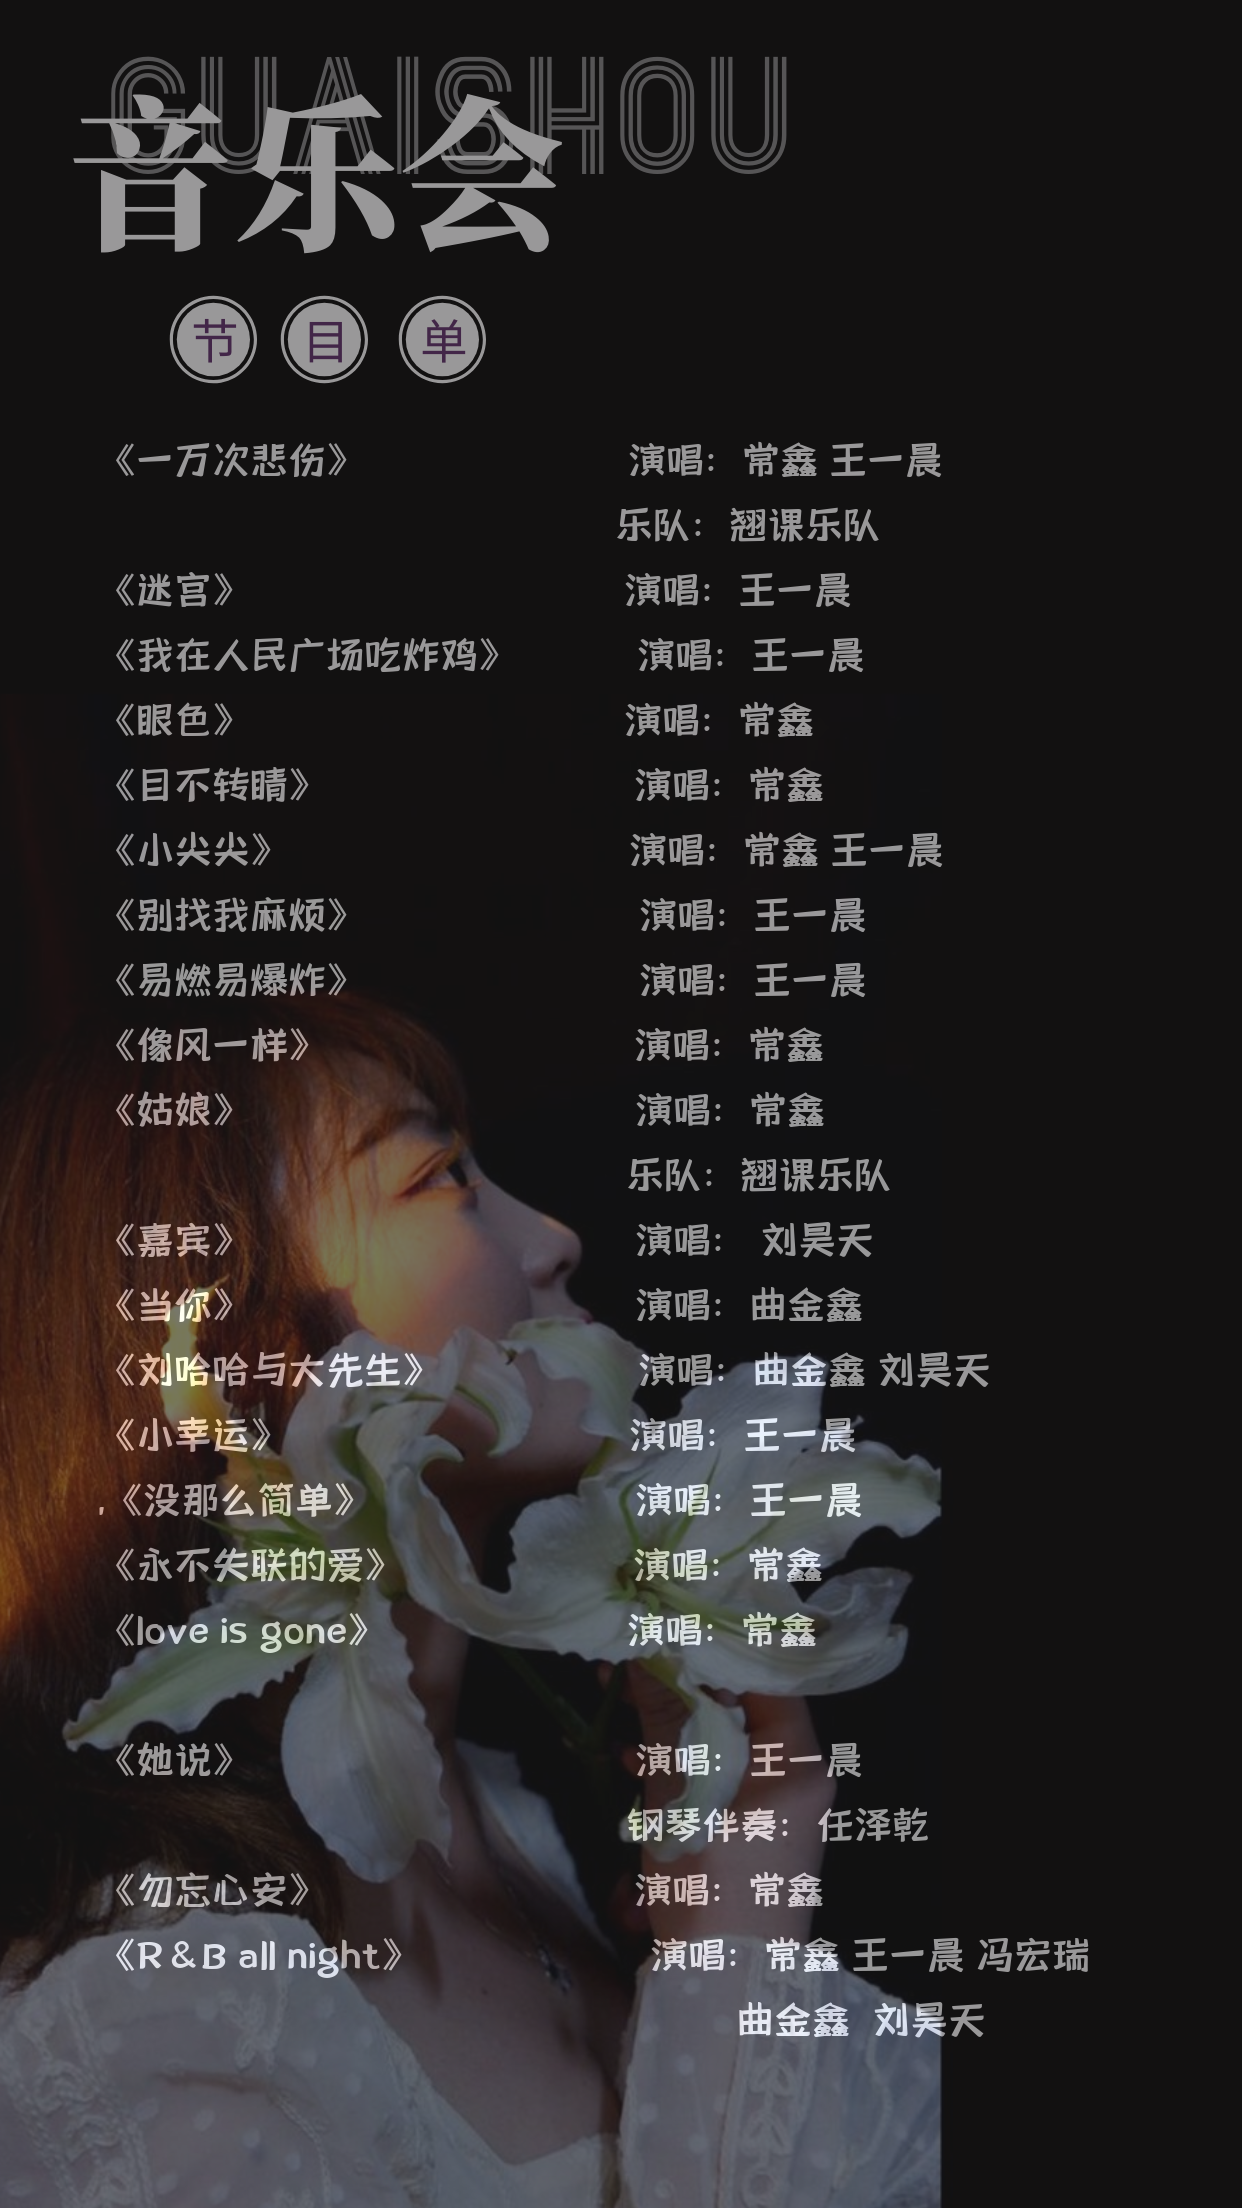 GUAISHOU
音乐会
节目单
《一万次悲伤》 演唱：常鑫 王一晨
乐队：翘课乐队
《迷宫》 演唱：王一晨
《我在人民广场吃炸鸡》 演唱：王一晨
《眼色》 演唱：常鑫
《目不转睛》 演唱：常鑫
《小尖尖》 演唱：常鑫 王一晨
《别找我麻烦》 演唱：王一晨
《易燃易爆炸》 演唱：王一晨
《像风一样》 演唱：常鑫
《姑娘》 演唱：常鑫
乐队：翘课乐队
《嘉宾》 演唱： 刘昊天
《当你》 演唱：曲金鑫
《刘哈哈与大先生》 演唱：曲金鑫 刘昊天
《小幸运》 演唱：王一晨
，《没那么简单》 演唱：王一晨
《永不失联的爱》 演唱：常鑫
《love is gone》 演唱：常鑫
《她说》 演唱：王一晨
钢琴伴奏：任泽乾
《勿忘心安》 演唱：常鑫
《R＆B all night》 演唱：常鑫 王一晨 冯宏瑞
曲金鑫 刘昊天